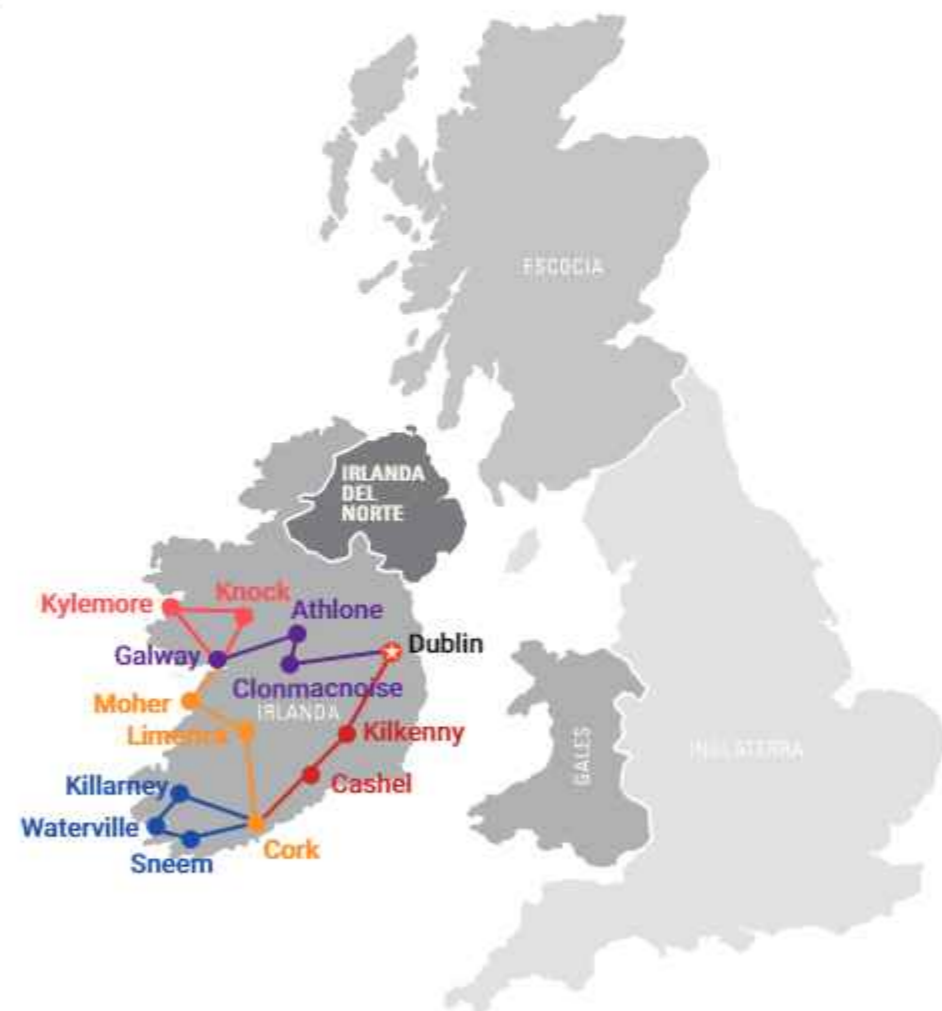 ESCOCIA
IRLANDA
DEL
NORTE
Kylemore
Knock
Athlone
Galway
Dublin
Clonmacnoise
Moher
IRLANDA
Limerick
Kilkenny
GALES
INGLATERRA
Killarney
Cashel
Waterville
Sneem
Cork